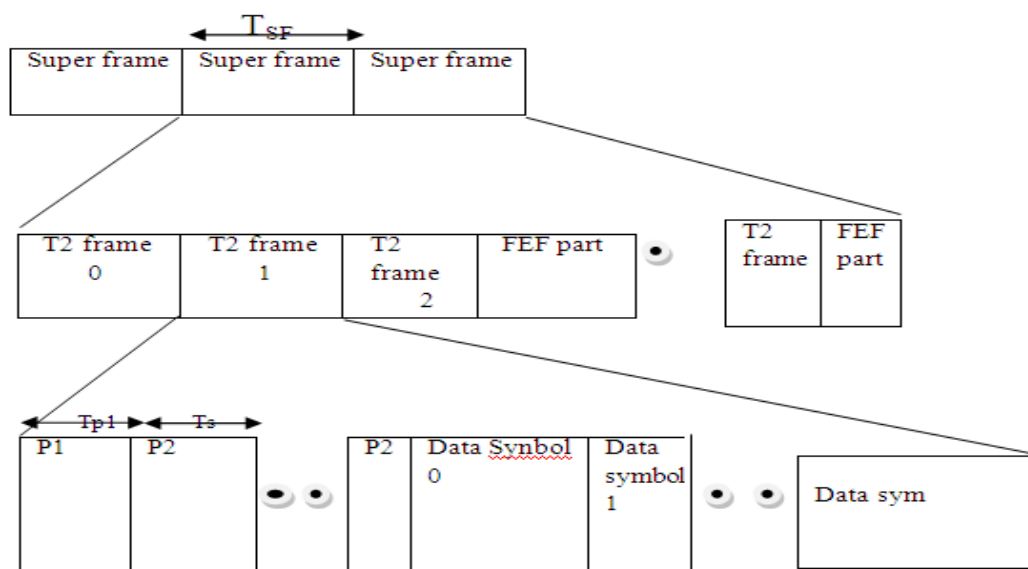 T_SF
Super frame
Super frame
Super frame
T2 frame
0
T2 frame
1
T2
frame
2
FEF part
T2
frame
FEF
part
Tp1
Ts
P1
P2
P2
Data Synbol
0
Data
symbol
1
Data sym